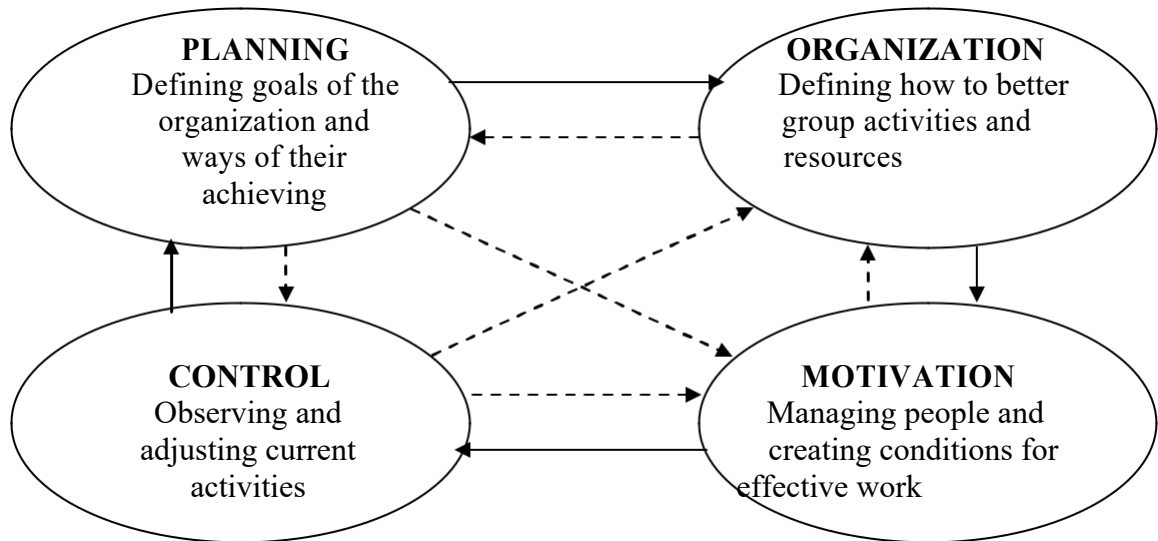 PLANNING
Defining goals of the
organization and
ways of their
achieving
ORGANIZATION
Defining how to better
group activities and
resources
CONTROL
Observing and
adjusting current
activities
MOTIVATION
Managing people and
creating conditions for
effective work